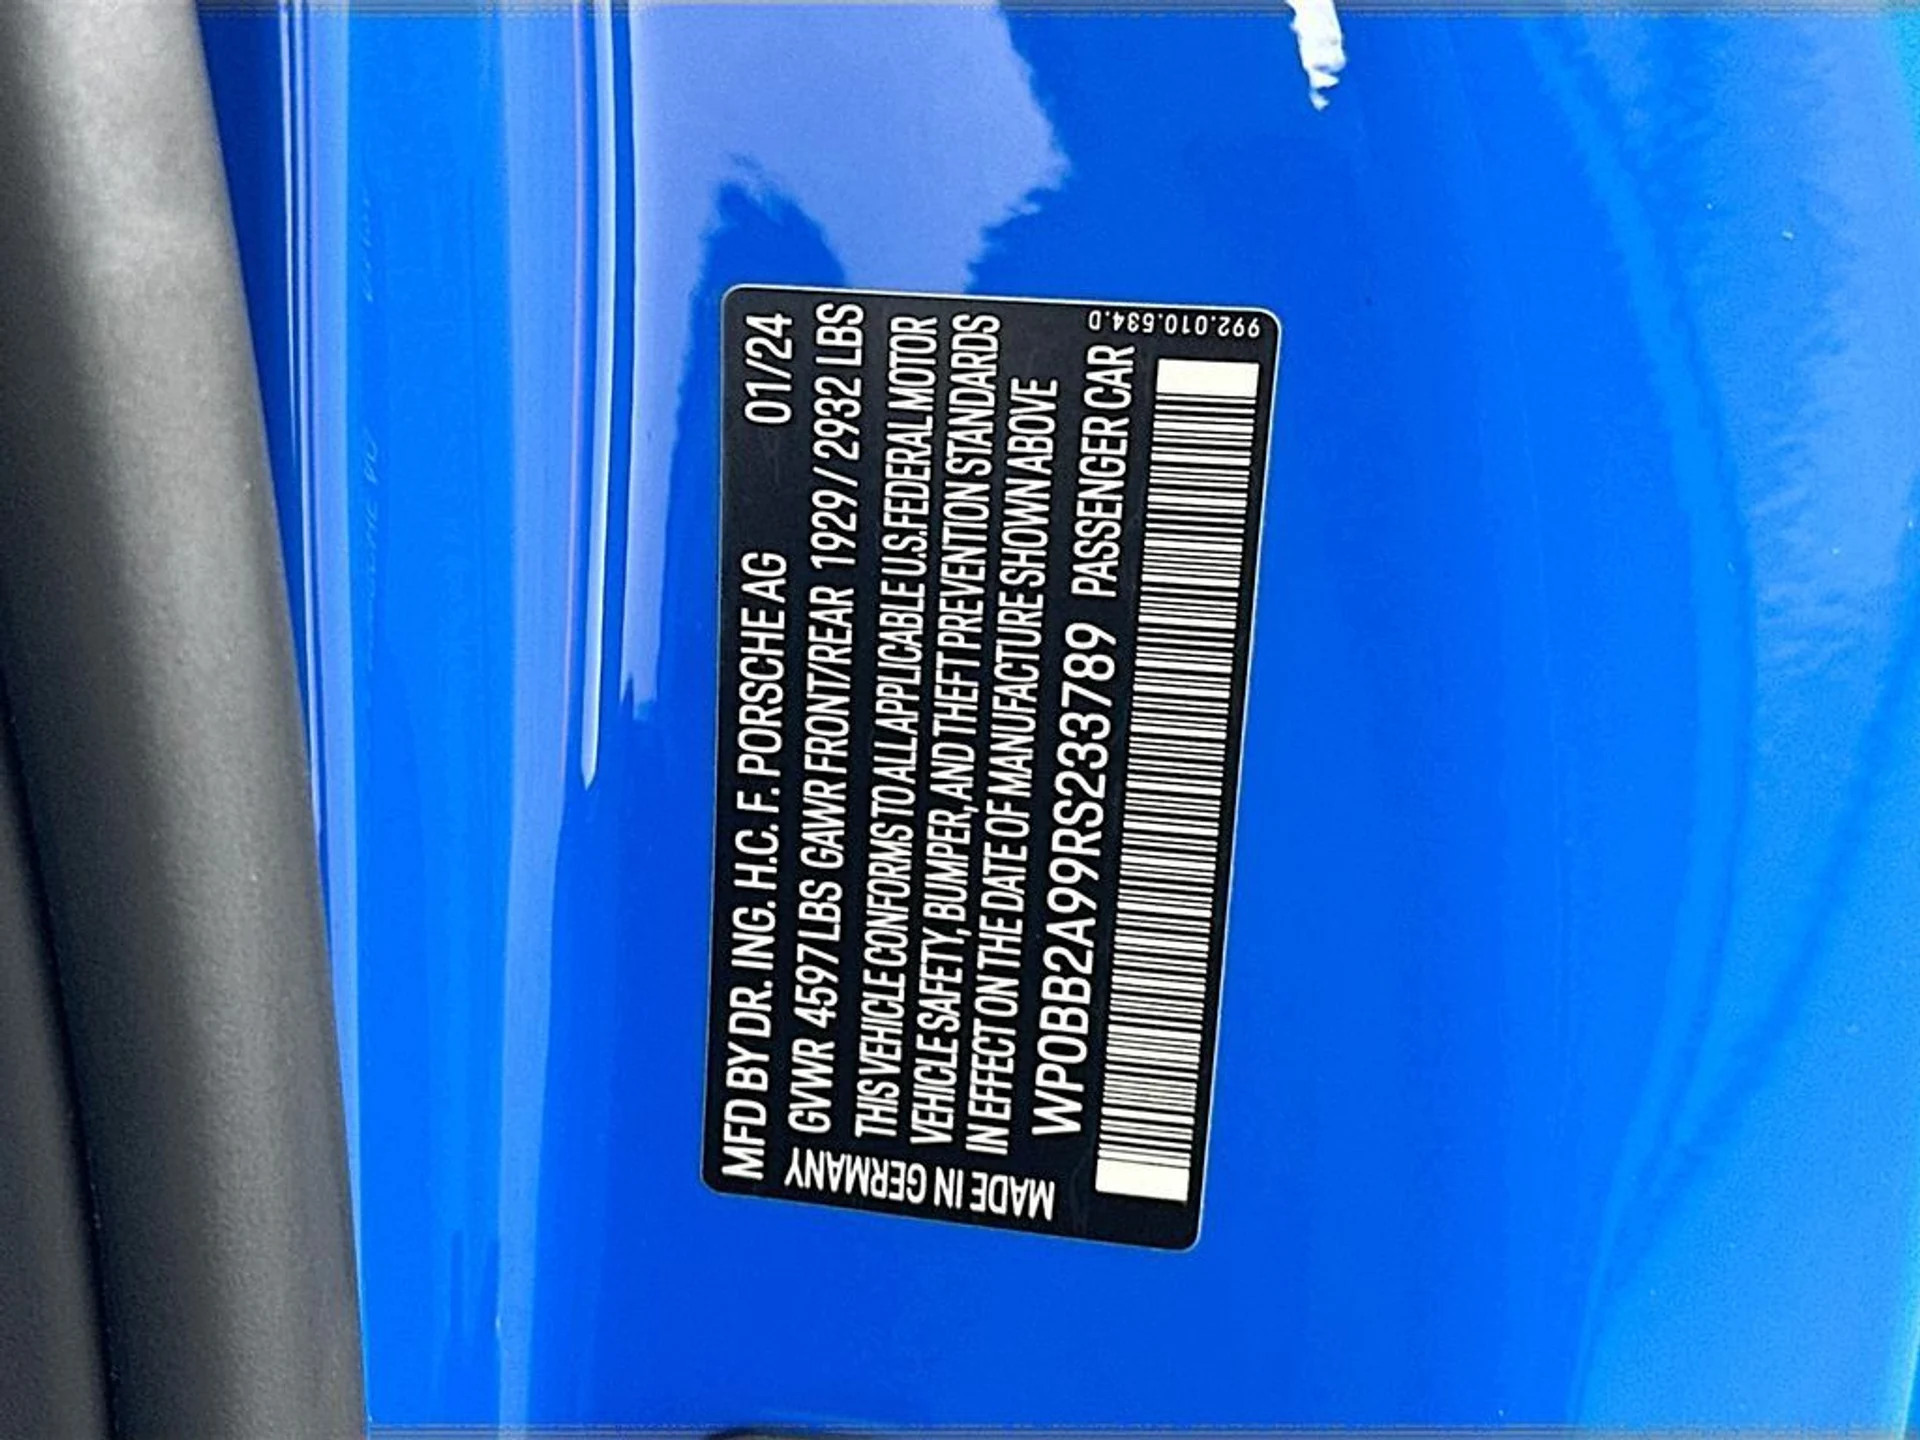 MFD BY DR. ING. H.C. F. PORSCHE AG 01/24
GVWR 4597 LBS GAWR FRONT/REAR 1929 / 2932 LBS
THIS VEHICLE CONFORMS TO ALL APPLICABLE U.S. FEDERAL MOTOR
VEHICLE SAFETY, BUMPER, AND THEFT PREVENTION STANDARDS
IN EFFECT ON THE DATE OF MANUFACTURE SHOWN ABOVE
WP0BB2A99RS233789 PASSENGER CAR
MADE IN GERMANY
992.010.534.D